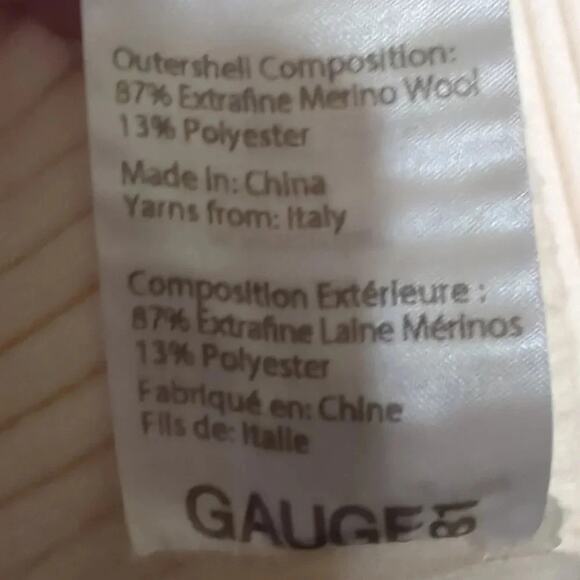 Outershell Composition:
87% Extrafine Merino Wool
13% Polyester
Made in: China
Yarns from: Italy
Composition Extérieure :
87% Extrafine Laine Mérinos
13% Polyester
Fabriqué en: Chine
Fils de: Italie
GAUGE81